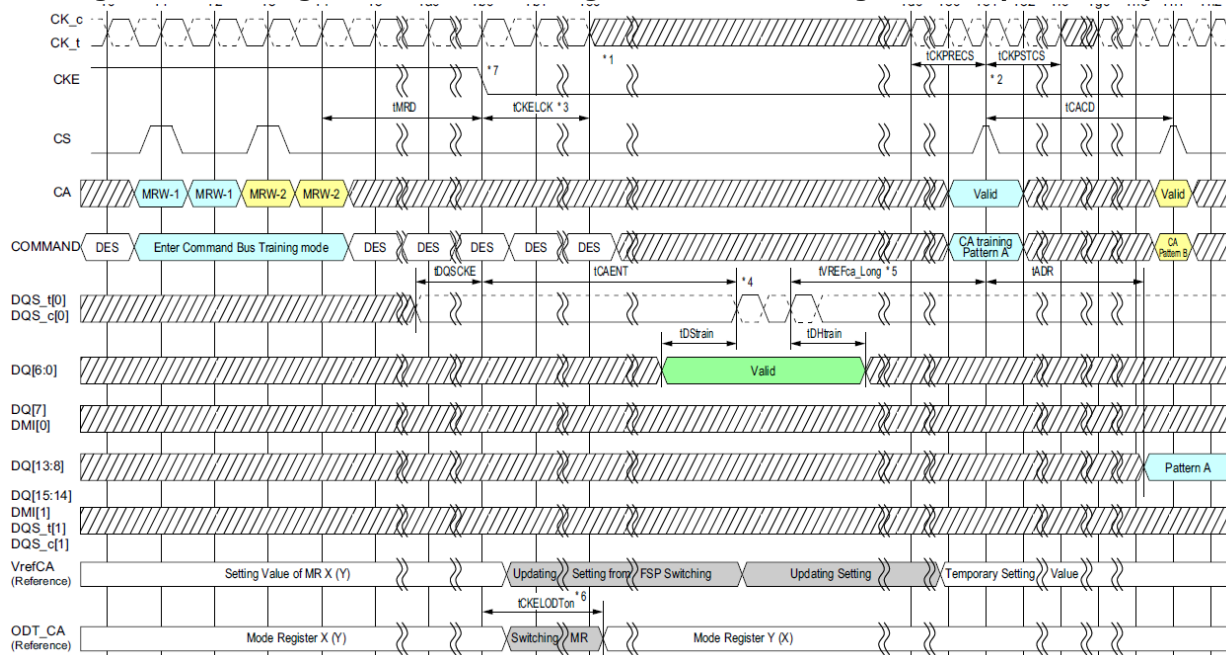 CK_c
CK_t
tCKPRECS tCKPSTCS
*1
CKE *7 *2
tMRD tCKELCK *3 tCACD
CS
CA MRW-1 MRW-1 MRW-2 MRW-2 Valid Valid
COMMAND DES Enter Command Bus Training mode DES DES DES DES DES CA training Pattern A CA Pattern B
tDQSCKE tCAENT *4 tVREFca_Long *5 tADR
DQS_t[0]
DQS_c[0]
tDStrain tDHtrain
DQ[6:0] Valid
DQ[7]
DMI[0]
DQ[13:8] Pattern A
DQ[15:14]
DMI[1]
DQS_t[1]
DQS_c[1]
VrefCA
(Reference) Setting Value of MR X (Y) Updating Setting from FSP Switching Updating Setting Temporary Setting Value
tCKELODTon *6
ODT_CA
(Reference) Mode Register X (Y) Switching MR Mode Register Y (X)